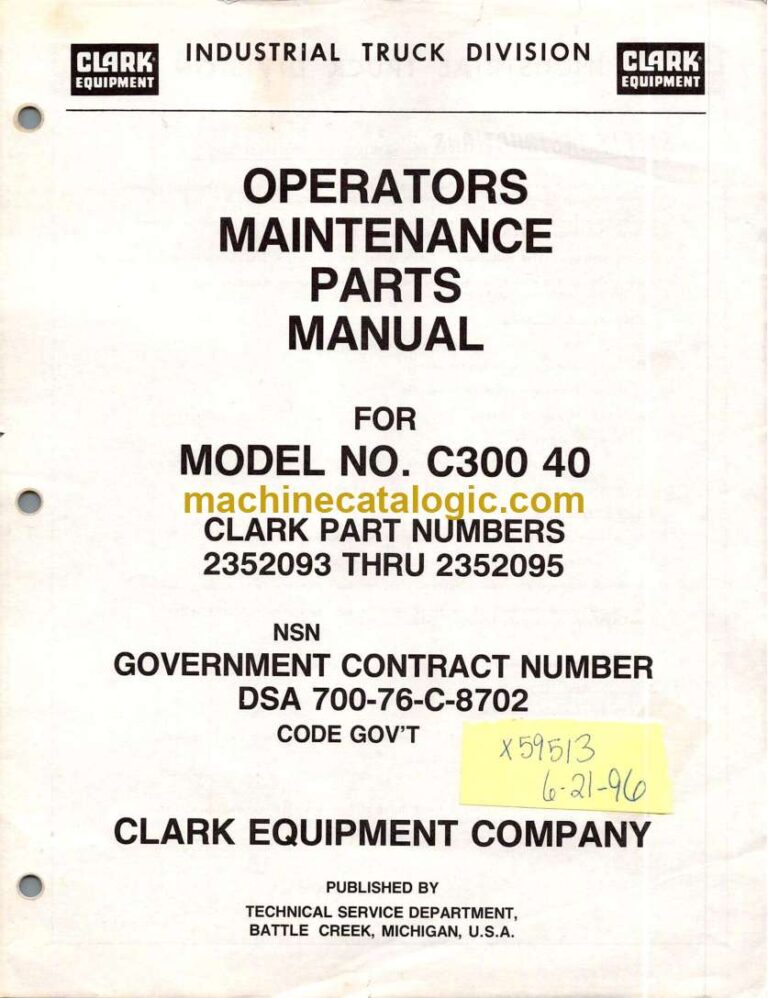 CLARK
EQUIPMENT
INDUSTRIAL TRUCK DIVISION
CLARK
EQUIPMENT
OPERATORS
MAINTENANCE
PARTS
MANUAL
FOR
MODEL NO. C300 40
machinecatalogic.com
CLARK PART NUMBERS
2352093 THRU 2352095
NSN
GOVERNMENT CONTRACT NUMBER
DSA 700-76-C-8702
CODE GOV'T
x59513
6-21-96
CLARK EQUIPMENT COMPANY
PUBLISHED BY
TECHNICAL SERVICE DEPARTMENT,
BATTLE CREEK, MICHIGAN, U.S.A.